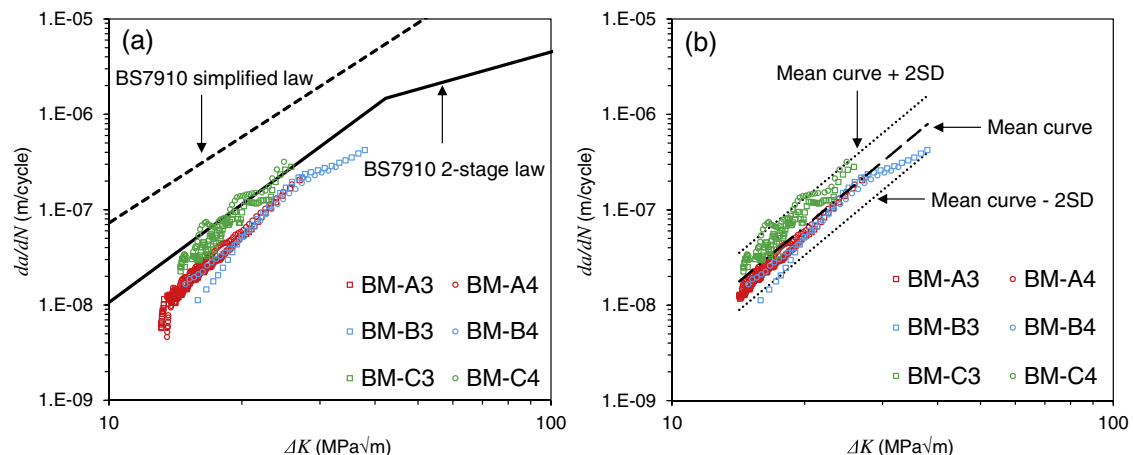 (a)
1.E-05
1.E-06
1.E-07
1.E-08
1.E-09
da/dN (m/cycle)
BS7910 simplified law
BS7910 2-stage law
BM-A3 BM-A4
BM-B3 BM-B4
BM-C3 BM-C4
10 100
ΔK (MPa√m)
(b)
1.E-05
1.E-06
1.E-07
1.E-08
1.E-09
da/dN (m/cycle)
Mean curve + 2SD
Mean curve
Mean curve - 2SD
BM-A3 BM-A4
BM-B3 BM-B4
BM-C3 BM-C4
10 100
ΔK (MPa√m)